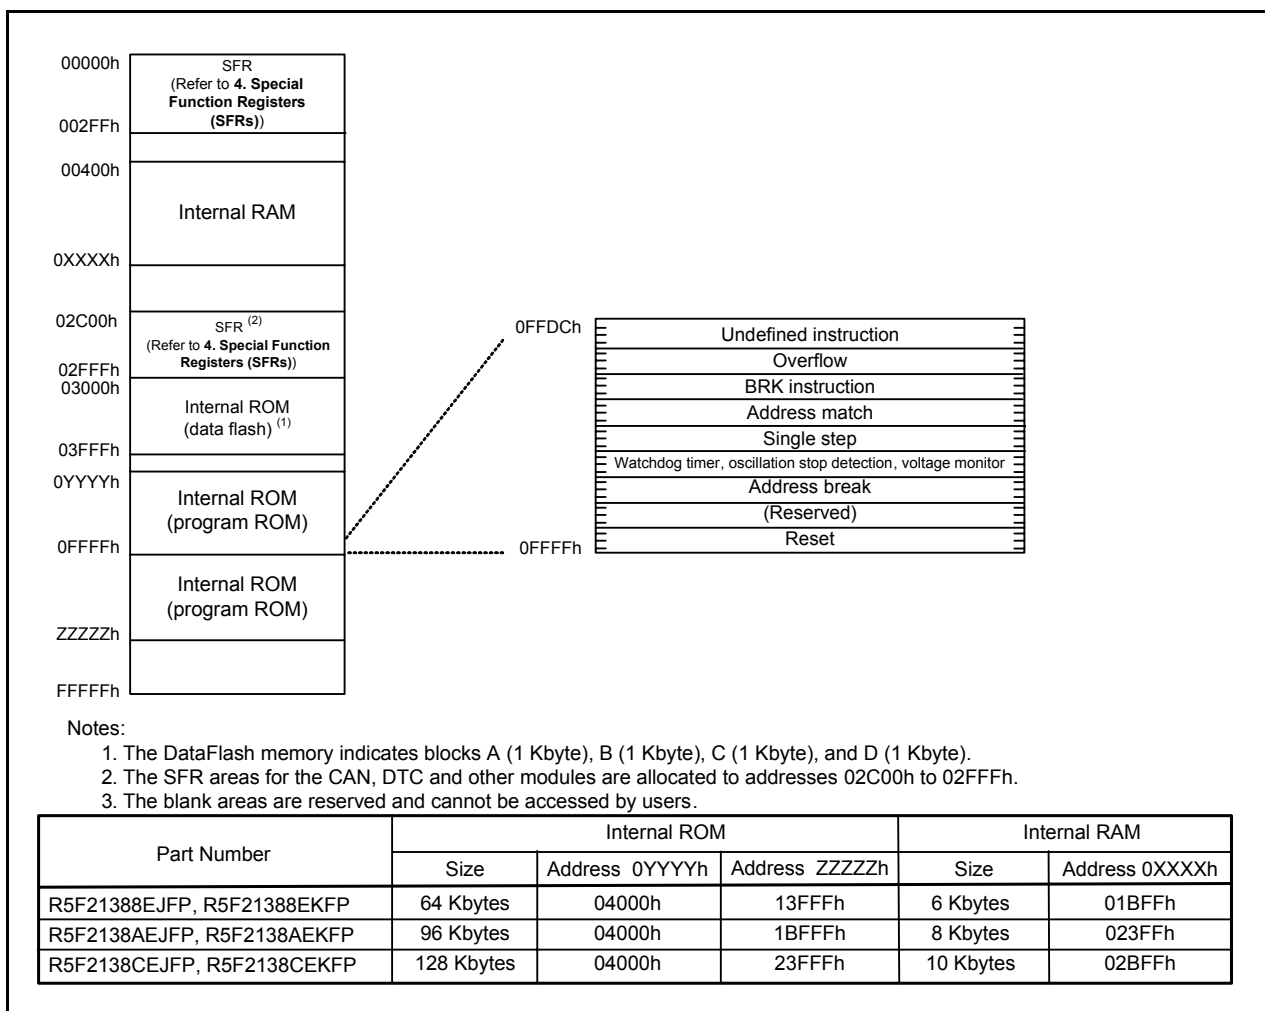 00000h
SFR
(Refer to 4. Special
Function Registers
(SFRs))
002FFh
00400h
Internal RAM
0XXXXh
02C00h
SFR (2)
(Refer to 4. Special Function
Registers (SFRs))
02FFFh
03000h
Internal ROM
(data flash) (1)
03FFFh
0YYYYh
Internal ROM
(program ROM)
0FFFFh
Internal ROM
(program ROM)
ZZZZZh
FFFFFh
0FFDCh
Undefined instruction
Overflow
BRK instruction
Address match
Single step
Watchdog timer, oscillation stop detection, voltage monitor
Address break
(Reserved)
Reset
0FFFFh
Notes:
1. The DataFlash memory indicates blocks A (1 Kbyte), B (1 Kbyte), C (1 Kbyte), and D (1 Kbyte).
2. The SFR areas for the CAN, DTC and other modules are allocated to addresses 02C00h to 02FFFh.
3. The blank areas are reserved and cannot be accessed by users.
Part Number Internal ROM Internal RAM
Size Address 0YYYYh Address ZZZZZh Size Address 0XXXXh
R5F21388EJFP, R5F21388EKFP 64 Kbytes 04000h 13FFFh 6 Kbytes 01BFFh
R5F2138AEJFP, R5F2138AEKFP 96 Kbytes 04000h 1BFFFh 8 Kbytes 023FFh
R5F2138CEJFP, R5F2138CEKFP 128 Kbytes 04000h 23FFFh 10 Kbytes 02BFFh